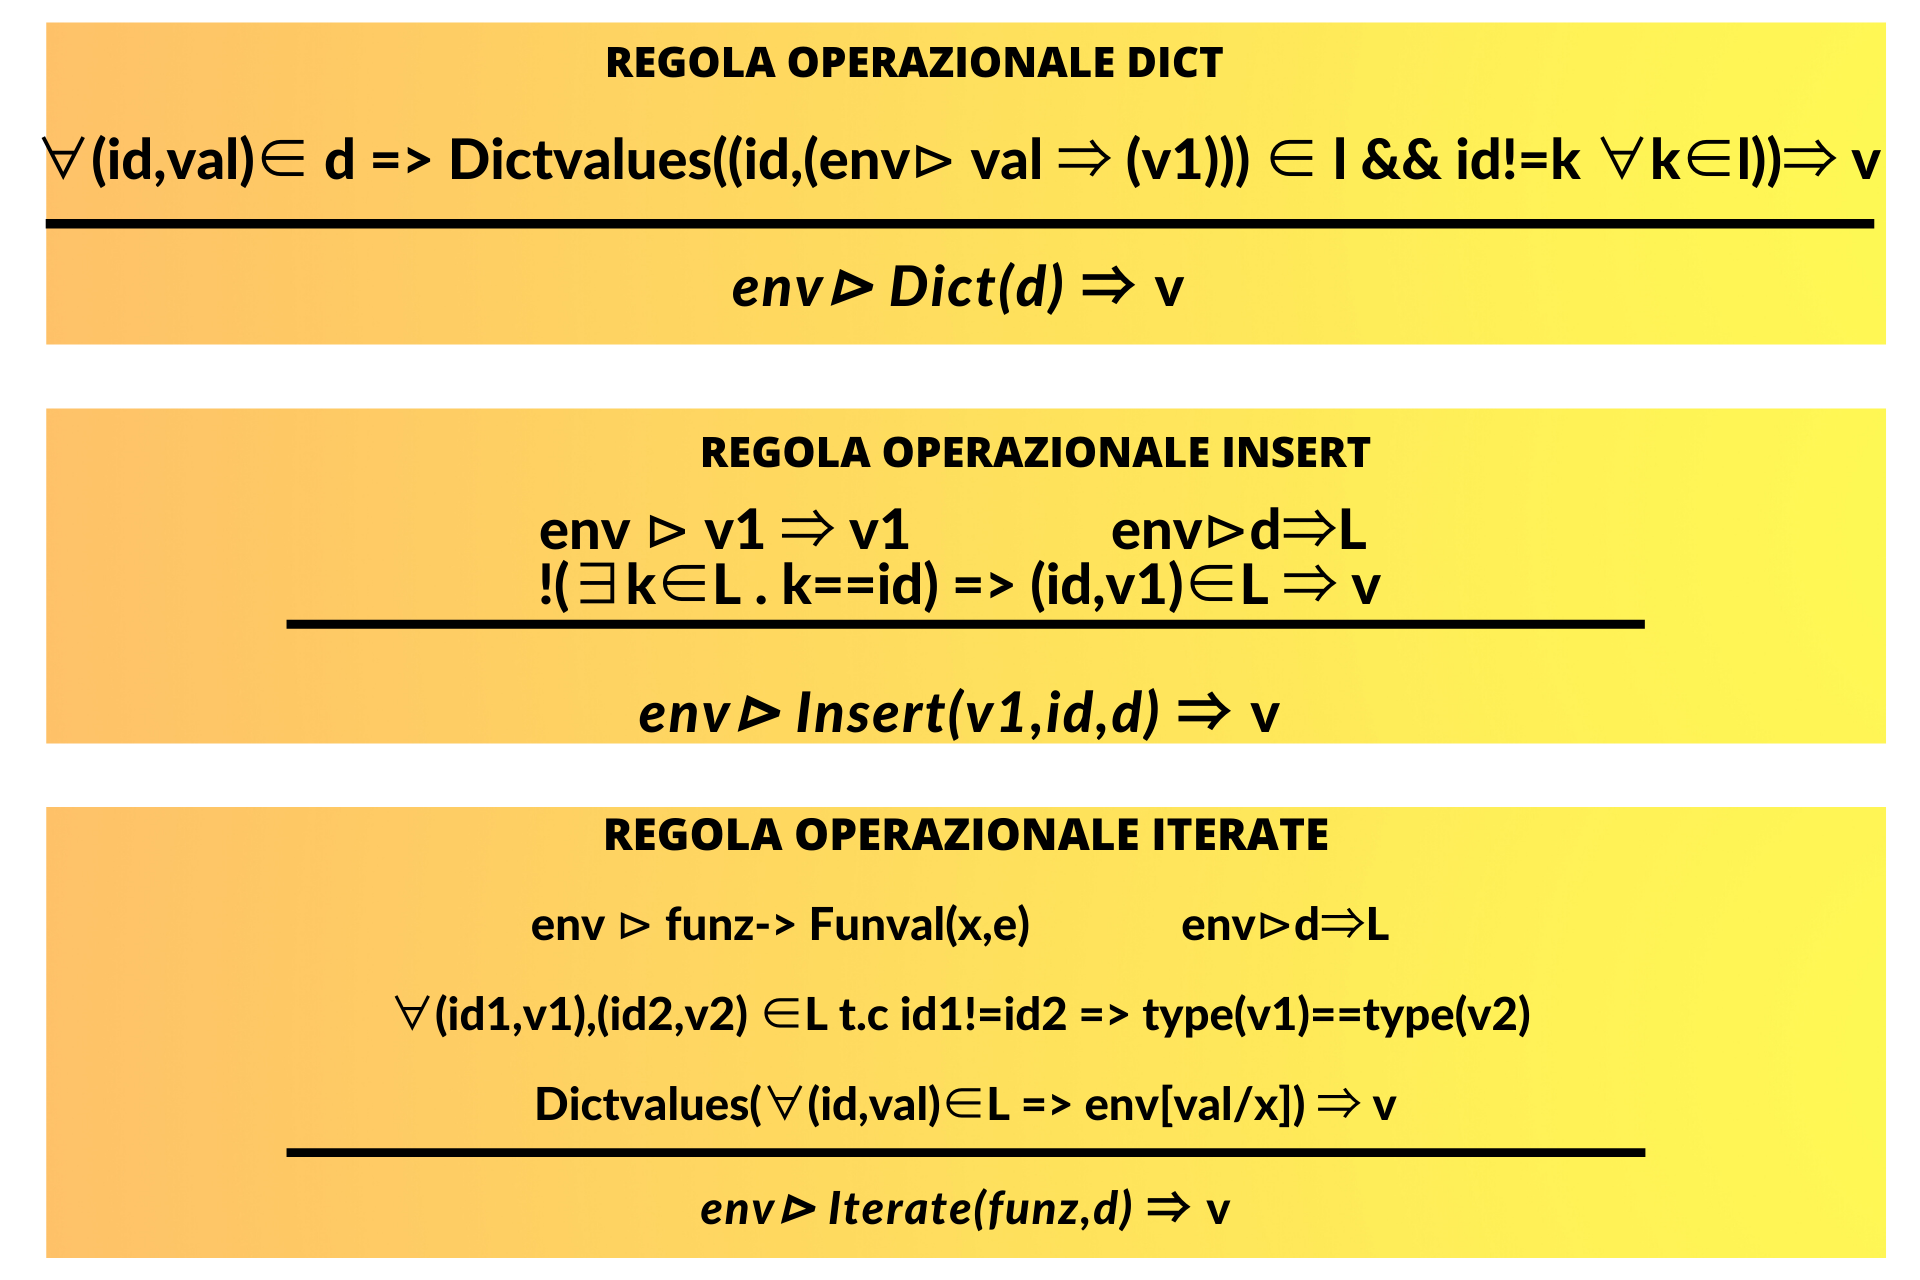 REGOLA OPERAZIONALE DICT
∀(id,val)∈ d => Dictvalues((id,(env⊳ val ⇒ (v1))) ∈ l && id!=k ∀k∈l))⇒ v
env⊳ Dict(d) ⇒ v
REGOLA OPERAZIONALE INSERT
env ⊳ v1 ⇒ v1 env⊳d⇒L
!(∃k∈L . k==id) => (id,v1)∈L ⇒ v
env⊳ Insert(v1,id,d) ⇒ v
REGOLA OPERAZIONALE ITERATE
env ⊳ funz-> Funval(x,e) env⊳d⇒L
∀(id1,v1),(id2,v2) ∈L t.c id1!=id2 => type(v1)==type(v2)
Dictvalues(∀(id,val)∈L => env[val/x]) ⇒ v
env⊳ Iterate(funz,d) ⇒ v